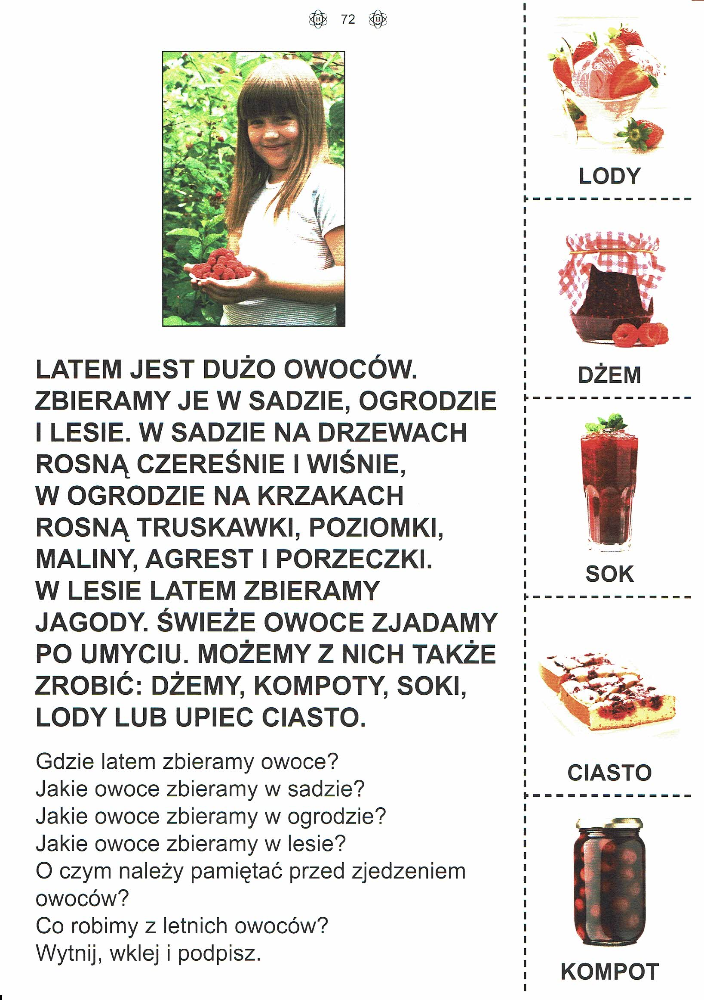 72
LATEM JEST DUŻO OWOCÓW.
ZBIERAMY JE W SADZIE, OGRODZIE
I LESIE. W SADZIE NA DRZEWACH
ROSNĄ CZEREŚNIE I WIŚNIE,
W OGRODZIE NA KRZAKACH
ROSNĄ TRUSKAWKI, POZIOMKI,
MALINY, AGREST I PORZECZKI.
W LESIE LATEM ZBIERAMY
JAGODY. ŚWIEŻE OWOCE ZJADAMY
PO UMYCIU. MOŻEMY Z NICH TAKŻE
ZROBIĆ: DŻEMY, KOMPOTY, SOKI,
LODY LUB UPIEC CIASTO.
Gdzie latem zbieramy owoce?
Jakie owoce zbieramy w sadzie?
Jakie owoce zbieramy w ogrodzie?
Jakie owoce zbieramy w lesie?
O czym należy pamiętać przed zjedzeniem
owoców?
Co robimy z letnich owoców?
Wytnij, wklej i podpisz.
LODY
DŻEM
SOK
CIASTO
KOMPOT